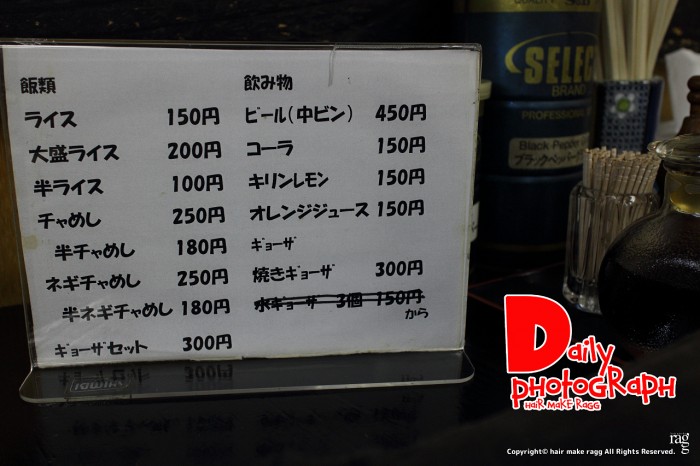 飯類
ライス 150円
大盛ライス 200円
半ライス 100円
チャめし 250円
半チャめし 180円
ネギチャめし 250円
半ネギチャめし 180円
ギョーザセット 300円
飲み物
ビール(中ビン) 450円
コーラ 150円
キリンレモン 150円
オレンジジュース 150円
ギョーザ
焼きギョーザ 300円
水ギョーザ 3個 150円
から
SELECT
BRAND
PROFESSIONAL
Black Pepper
ブラックペッパー
Daily
PHOTOGRAPH
HAIR MAKE RAGG
ragg
Copyright© hair make ragg All Rights Reserved.